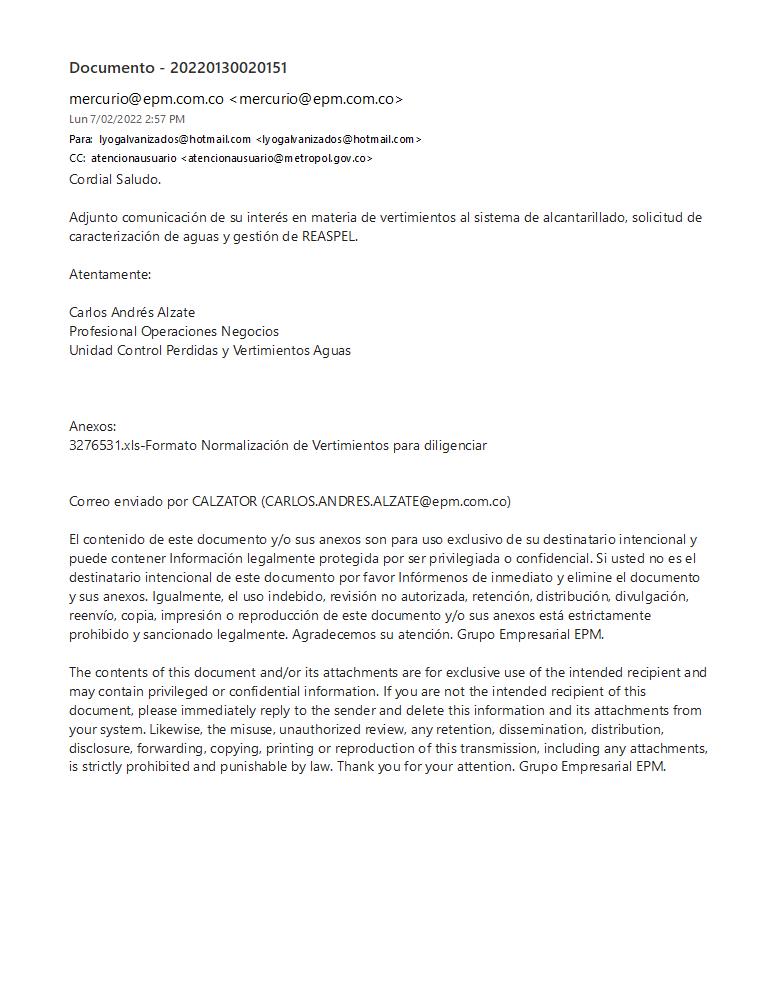 Documento - 20220130020151
mercurio@epm.com.co <mercurio@epm.com.co>
Lun 7/02/2022 2:57 PM
Para: lyogalvanizados@hotmail.com <lyogalvanizados@hotmail.com>
CC: atencionausuario <atencionausuario@metropol.gov.co>
Cordial Saludo.
Adjunto comunicación de su interés en materia de vertimientos al sistema de alcantarillado, solicitud de
caracterización de aguas y gestión de REASPEL.
Atentamente:
Carlos Andrés Alzate
Profesional Operaciones Negocios
Unidad Control Perdidas y Vertimientos Aguas
Anexos:
3276531.xls-Formato Normalización de Vertimientos para diligenciar
Correo enviado por CALZATOR (CARLOS.ANDRES.ALZATE@epm.com.co)
El contenido de este documento y/o sus anexos son para uso exclusivo de su destinatario intencional y
puede contener Información legalmente protegida por ser privilegiada o confidencial. Si usted no es el
destinatario intencional de este documento por favor Infórmenos de inmediato y elimine el documento
y sus anexos. Igualmente, el uso indebido, revisión no autorizada, retención, distribución, divulgación,
reenvío, copia, impresión o reproducción de este documento y/o sus anexos está estrictamente
prohibido y sancionado legalmente. Agradecemos su atención. Grupo Empresarial EPM.
The contents of this document and/or its attachments are for exclusive use of the intended recipient and
may contain privileged or confidential information. If you are not the intended recipient of this
document, please immediately reply to the sender and delete this information and its attachments from
your system. Likewise, the misuse, unauthorized review, any retention, dissemination, distribution,
disclosure, forwarding, copying, printing or reproduction of this transmission, including any attachments,
is strictly prohibited and punishable by law. Thank you for your attention. Grupo Empresarial EPM.